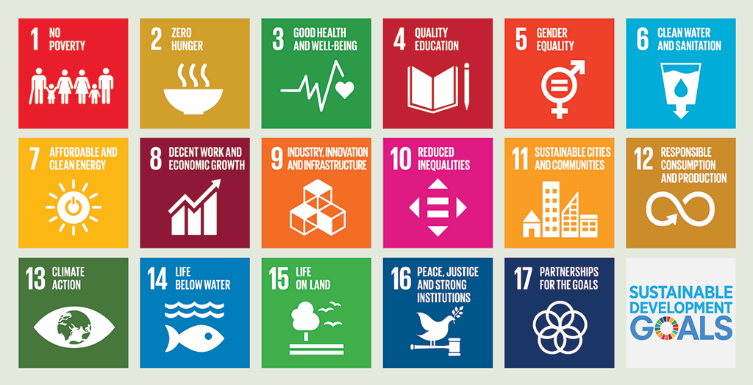 1 NO
POVERTY
2 ZERO
HUNGER
3 GOOD HEALTH
AND WELL-BEING
4 QUALITY
EDUCATION
5 GENDER
EQUALITY
6 CLEAN WATER
AND SANITATION
7 AFFORDABLE AND
CLEAN ENERGY
8 DECENT WORK AND
ECONOMIC GROWTH
9 INDUSTRY, INNOVATION
AND INFRASTRUCTURE
10 REDUCED
INEQUALITIES
11 SUSTAINABLE CITIES
AND COMMUNITIES
12 RESPONSIBLE
CONSUMPTION
AND PRODUCTION
13 CLIMATE
ACTION
14 LIFE
BELOW WATER
15 LIFE
ON LAND
16 PEACE, JUSTICE
AND STRONG
INSTITUTIONS
17 PARTNERSHIPS
FOR THE GOALS
SUSTAINABLE
DEVELOPMENT
GOALS